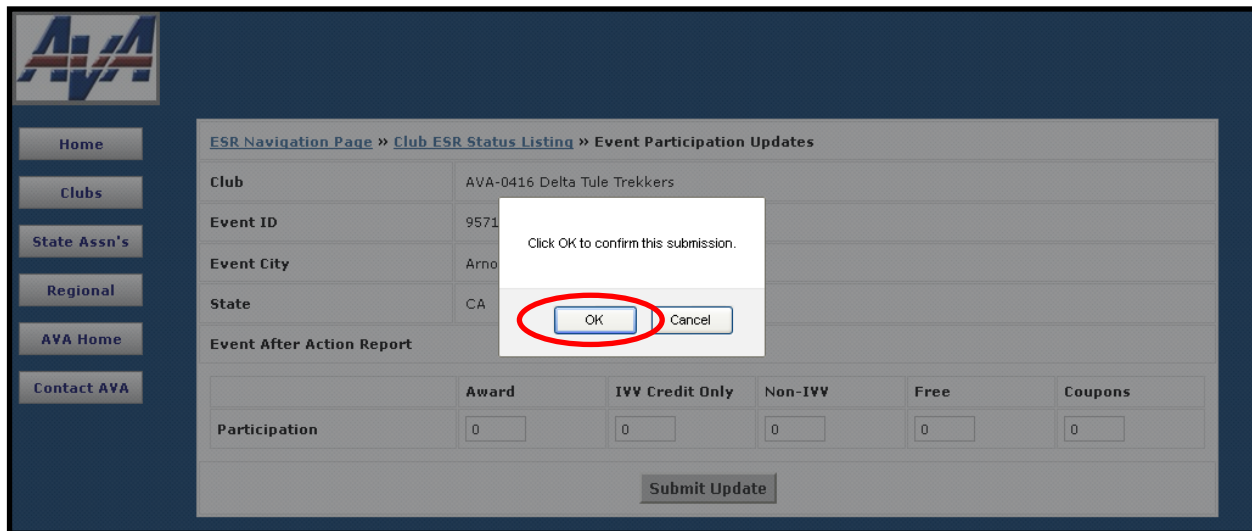 AVA
Home
Clubs
State Assn's
Regional
AVA Home
Contact AVA
ESR Navigation Page » Club ESR Status Listing » Event Participation Updates
Club AVA-0416 Delta Tule Trekkers
Event ID 9571
Event City Arno
State CA
Event After Action Report
Click OK to confirm this submission.
OK Cancel
Award IVV Credit Only Non-IVV Free Coupons
Participation 0 0 0 0 0
Submit Update